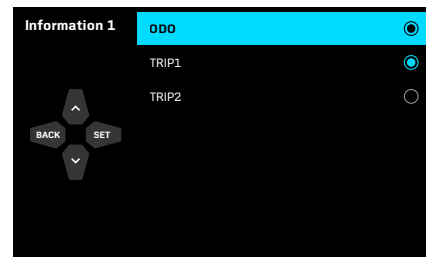 Information 1
ODO
TRIP1
TRIP2
BACK
SET